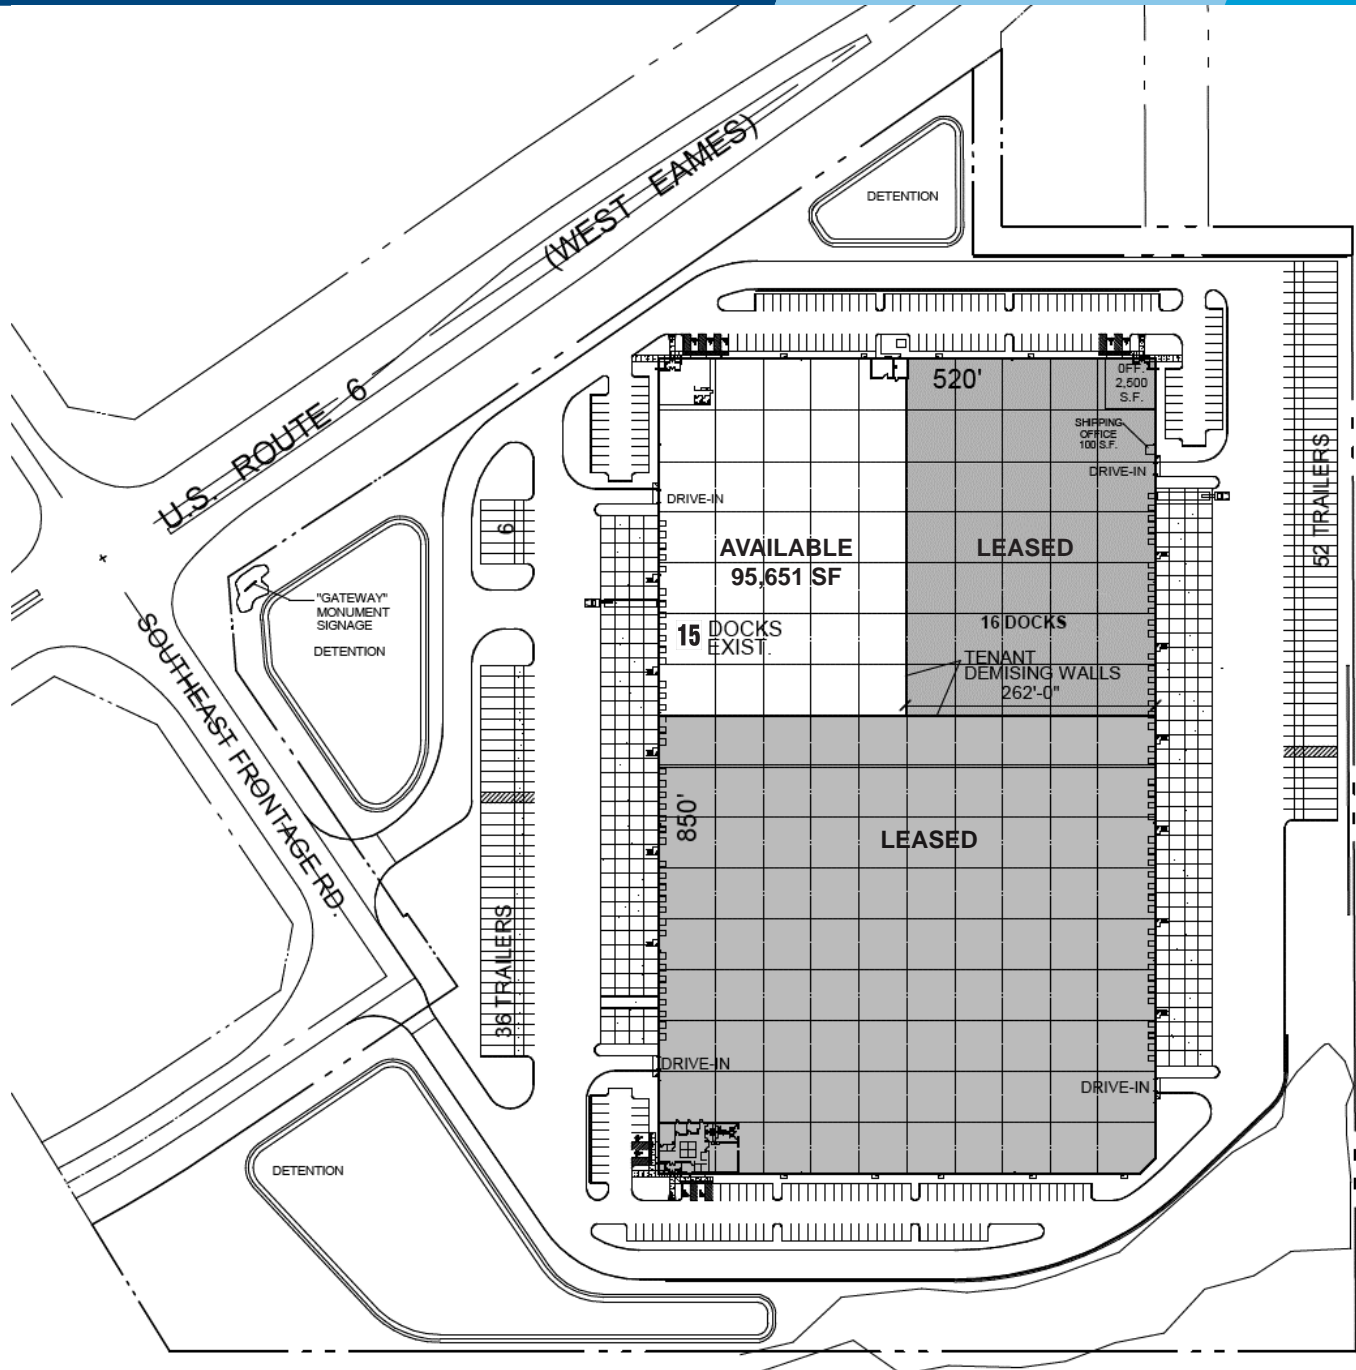 (WEST EAMES)
U.S. ROUTE 6
DETENTION
520'
OFF.
2,500
S.F.
SHIPPING
OFFICE
100 S.F.
DRIVE-IN
DRIVE-IN
52 TRAILERS
6
AVAILABLE
95,651 SF
LEASED
"GATEWAY"
MONUMENT
SIGNAGE
DETENTION
15 DOCKS
EXIST.
16 DOCKS
TENANT
DEMISING WALLS
262'-0"
SOUTHEAST FRONTAGE RD.
850'
LEASED
36 TRAILERS
DRIVE-IN
DRIVE-IN
DETENTION